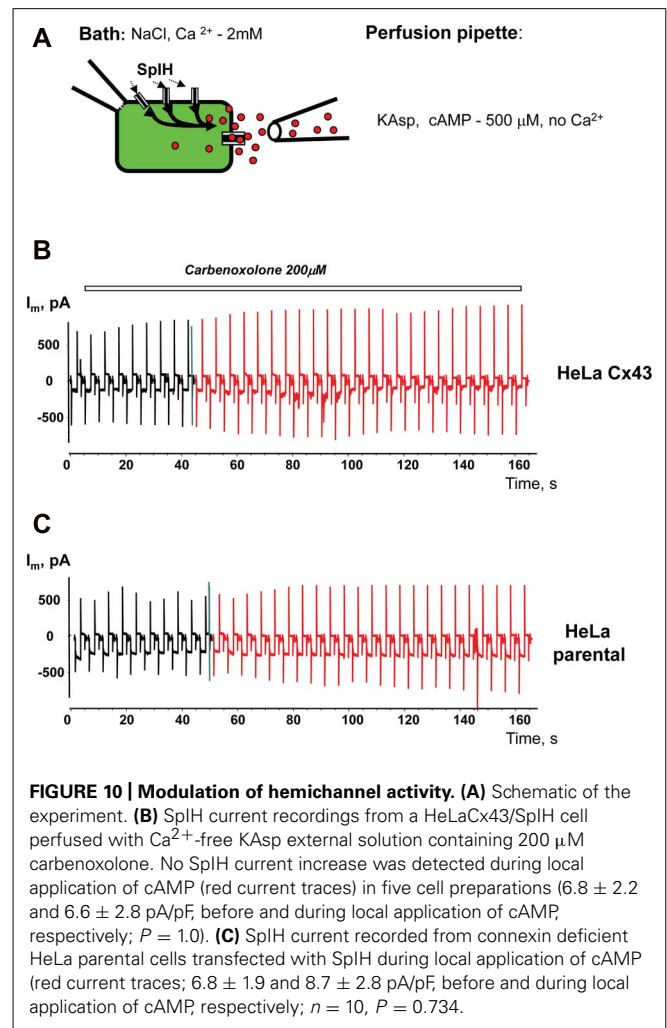 A
Bath: NaCl, Ca 2+ - 2mM
Perfusion pipette:
SpIH
KAsp, cAMP - 500 μM, no Ca2+
B
Carbenoxolone 200μM
Im, pA
500
0
-500
HeLa Cx43
0 20 40 60 80 100 120 140 160
Time, s
C
Im, pA
500
0
-500
HeLa
parental
0 20 40 60 80 100 120 140 160
Time, s
FIGURE 10 | Modulation of hemichannel activity. (A) Schematic of the
experiment. (B) SpIH current recordings from a HeLaCx43/SpIH cell
perfused with Ca2+-free KAsp external solution containing 200 μM
carbenoxolone. No SpIH current increase was detected during local
application of cAMP (red current traces) in five cell preparations (6.8 ± 2.2
and 6.6 ± 2.8 pA/pF, before and during local application of cAMP,
respectively; P = 1.0). (C) SpIH current recorded from connexin deficient
HeLa parental cells transfected with SpIH during local application of cAMP
(red current traces; 6.8 ± 1.9 and 8.7 ± 2.8 pA/pF, before and during local
application of cAMP, respectively; n = 10, P = 0.734.